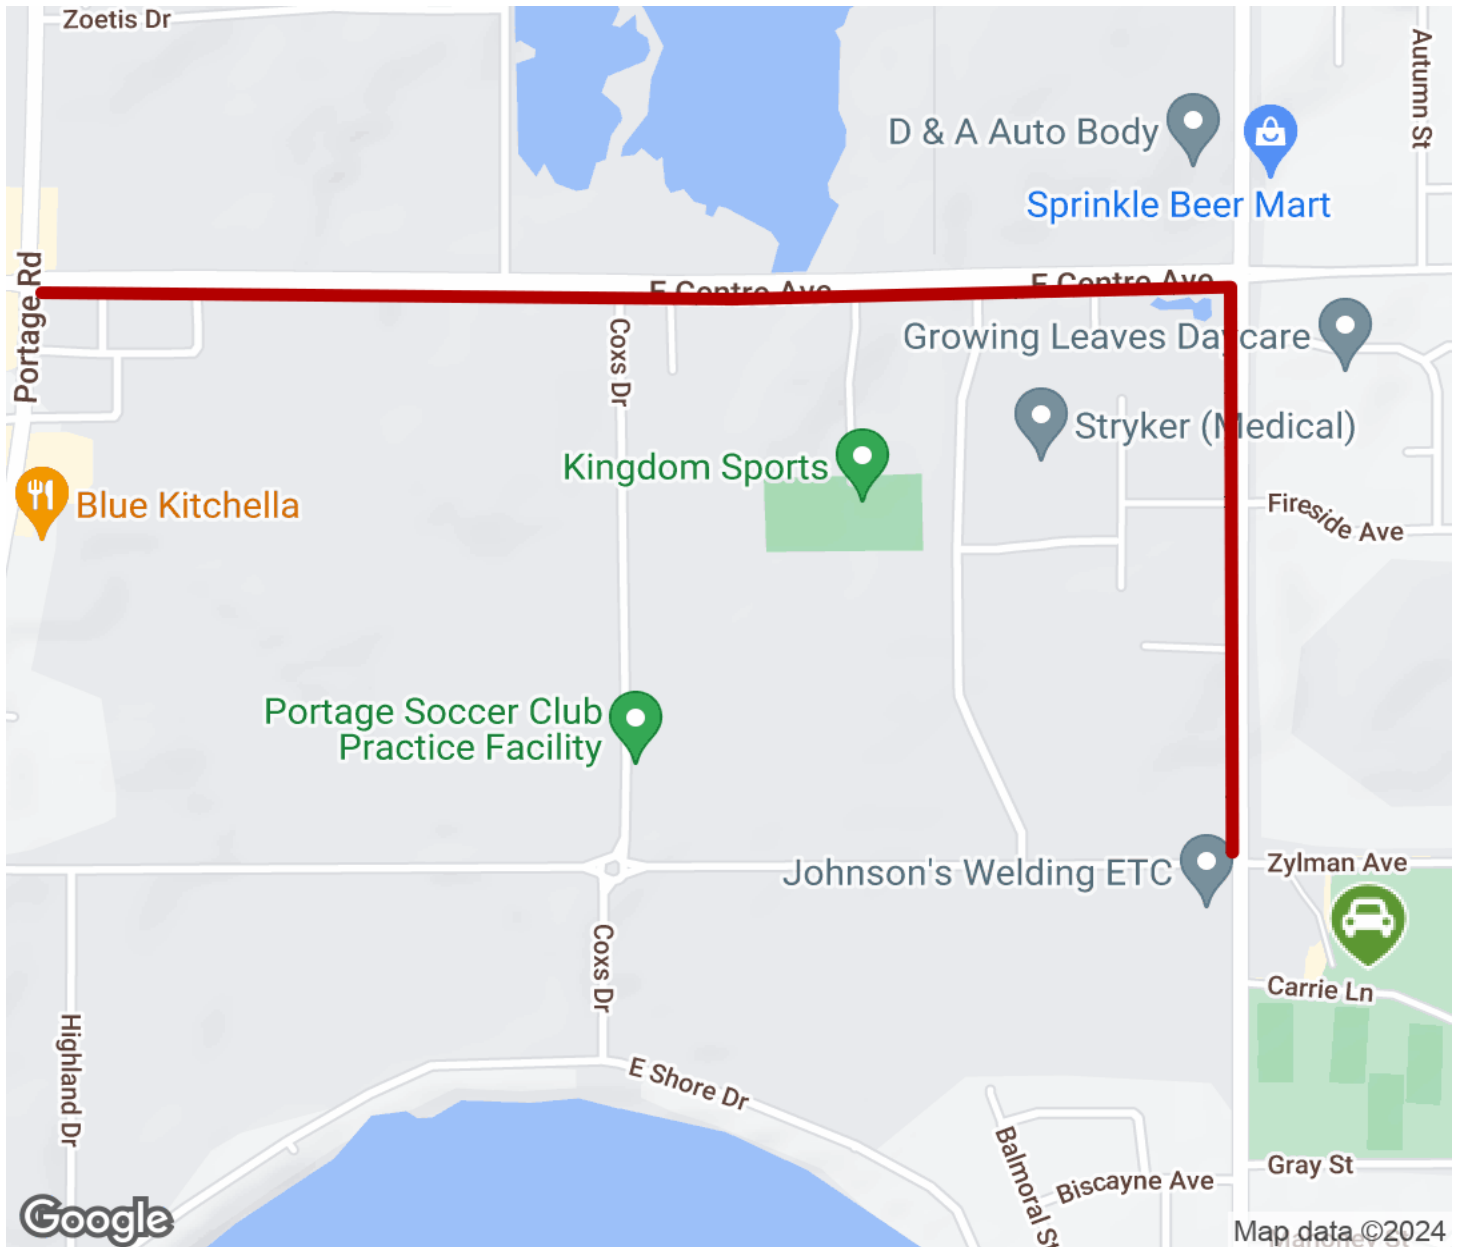 Zoetis Dr
Autumn St
D & A Auto Body
Sprinkle Beer Mart
Portage Rd
E Centre Ave
E Centre Ave
Growing Leaves Daycare
Coxs Dr
Stryker (Medical)
Kingdom Sports
Blue Kitchella
Fireside Ave
Portage Soccer Club
Practice Facility
Johnson's Welding ETC
Zylman Ave
Coxs Dr
Carrie Ln
Highland Dr
E Shore Dr
Balmoral St
Biscayne Ave
Gray St
Google
Map data ©2024